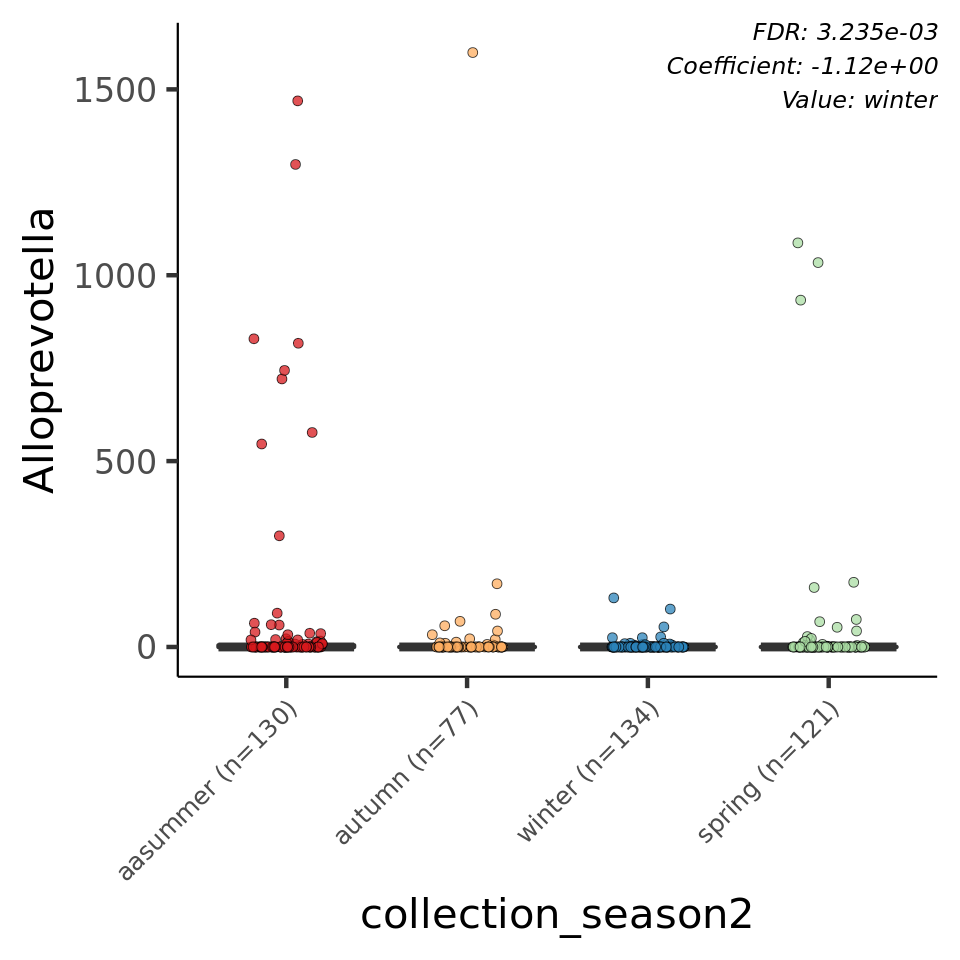 FDR: 3.235e-03
Coefficient: -1.12e+00
Value: winter
Alloprevotella
1500
1000
500
0
aasummer (n=130)
autumn (n=77)
winter (n=134)
spring (n=121)
collection_season2